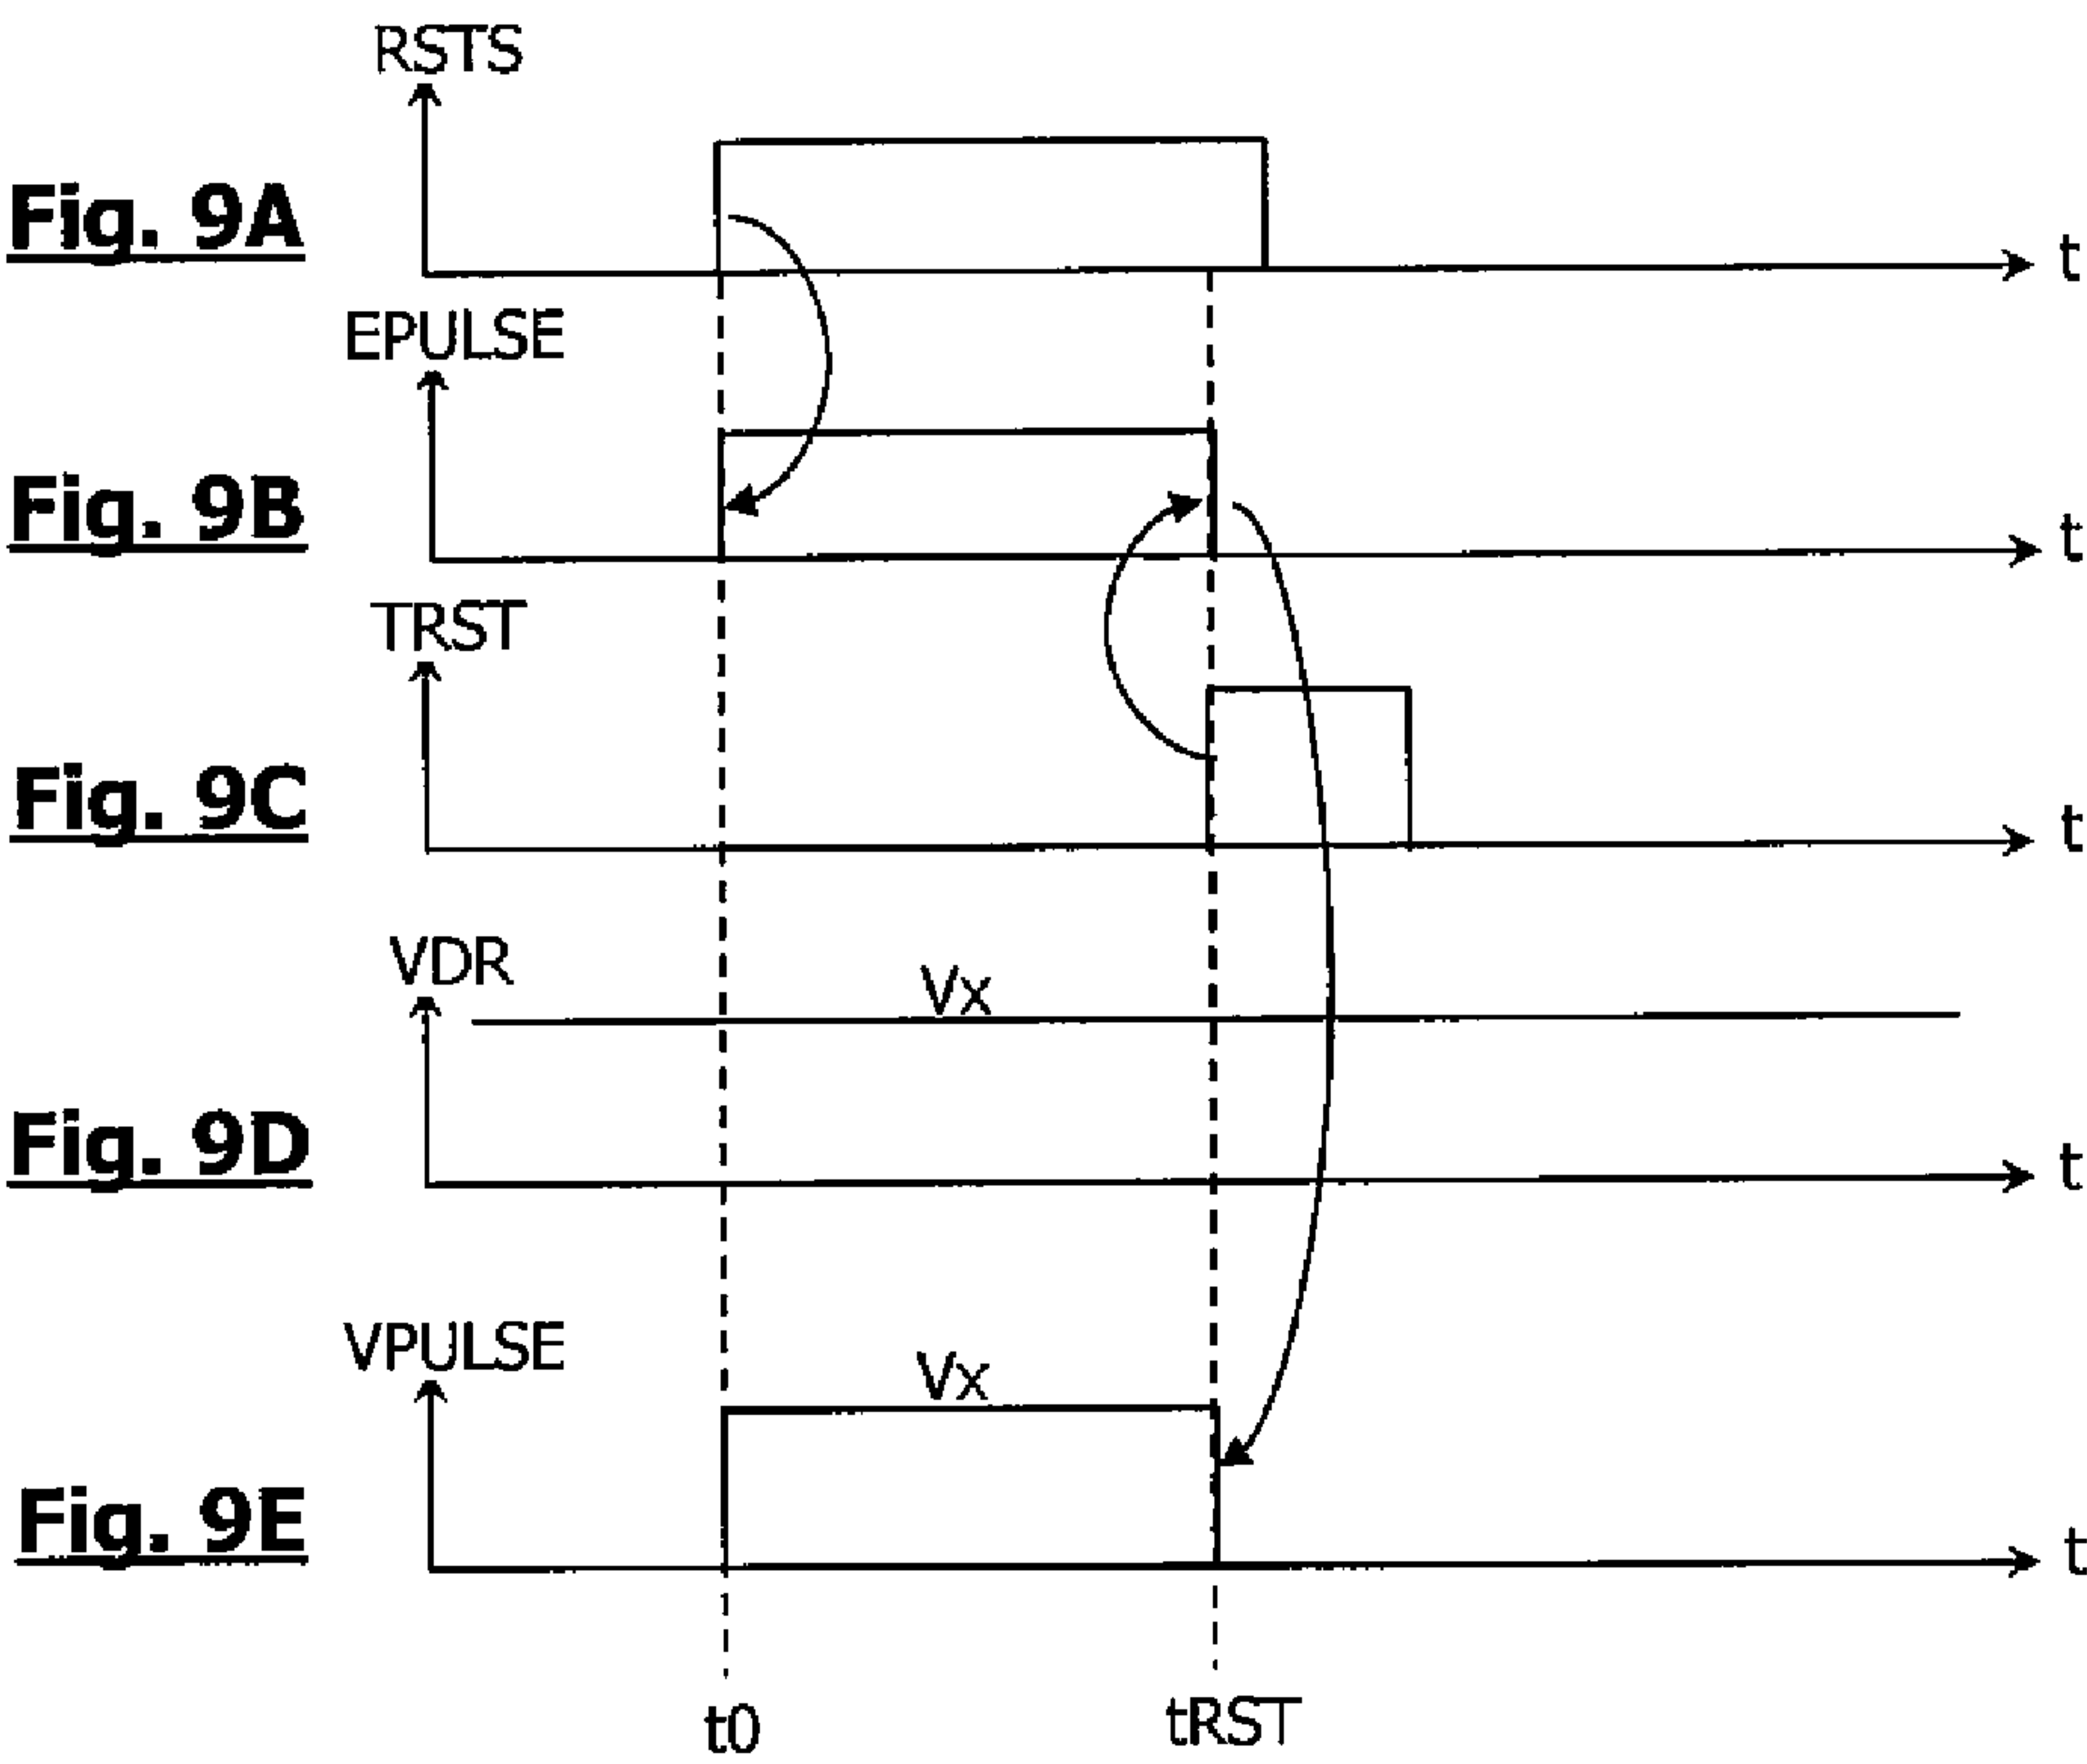 RSTS
Fig. 9A
t
EPULSE
Fig. 9B
t
TRST
Fig. 9C
t
VDR
Vx
Fig. 9D
t
VPULSE
Vx
Fig. 9E
t
t0
tRST